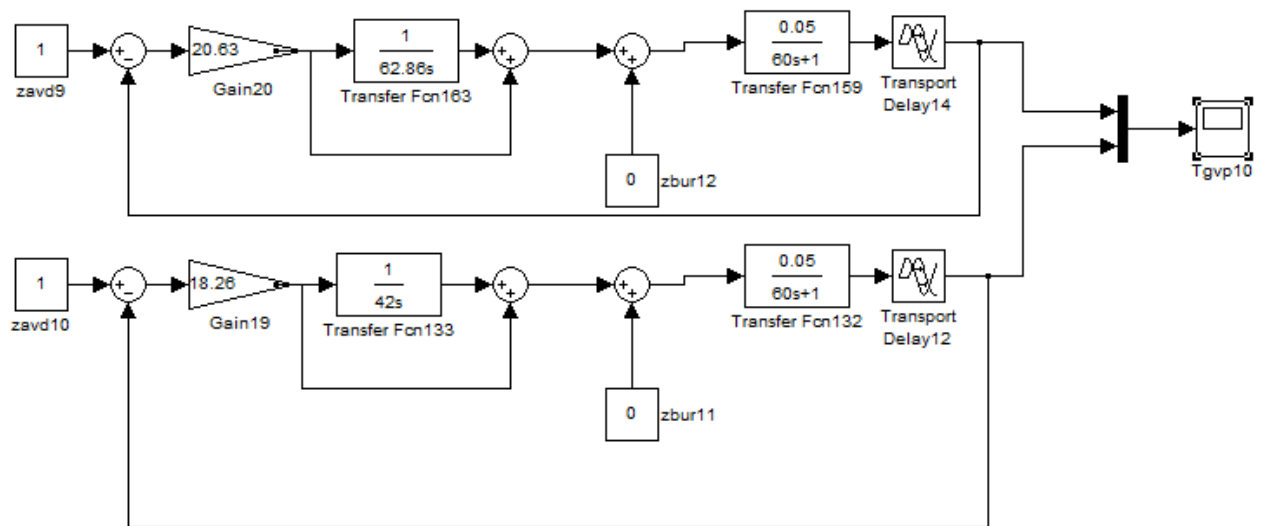 1
zavd9
20.63
Gain20
1
62.86s
Transfer Fcn163
0
zbur12
0.05
60s+1
Transfer Fcn159
Transport
Delay14
Tgvp10
1
zavd10
18.26
Gain19
1
42s
Transfer Fcn133
0
zbur11
0.05
60s+1
Transfer Fcn132
Transport
Delay12